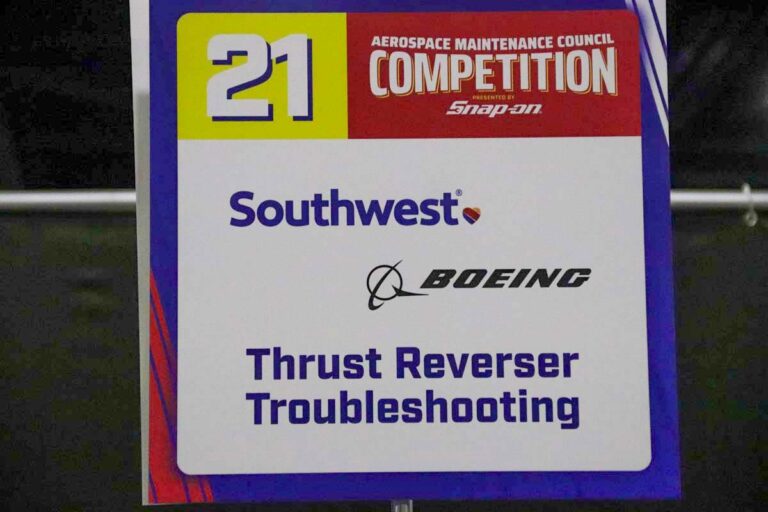 21
AEROSPACE MAINTENANCE COUNCIL
COMPETITION
PRESENTED BY
Snap-on
Southwest®
BOEING
Thrust Reverser
Troubleshooting